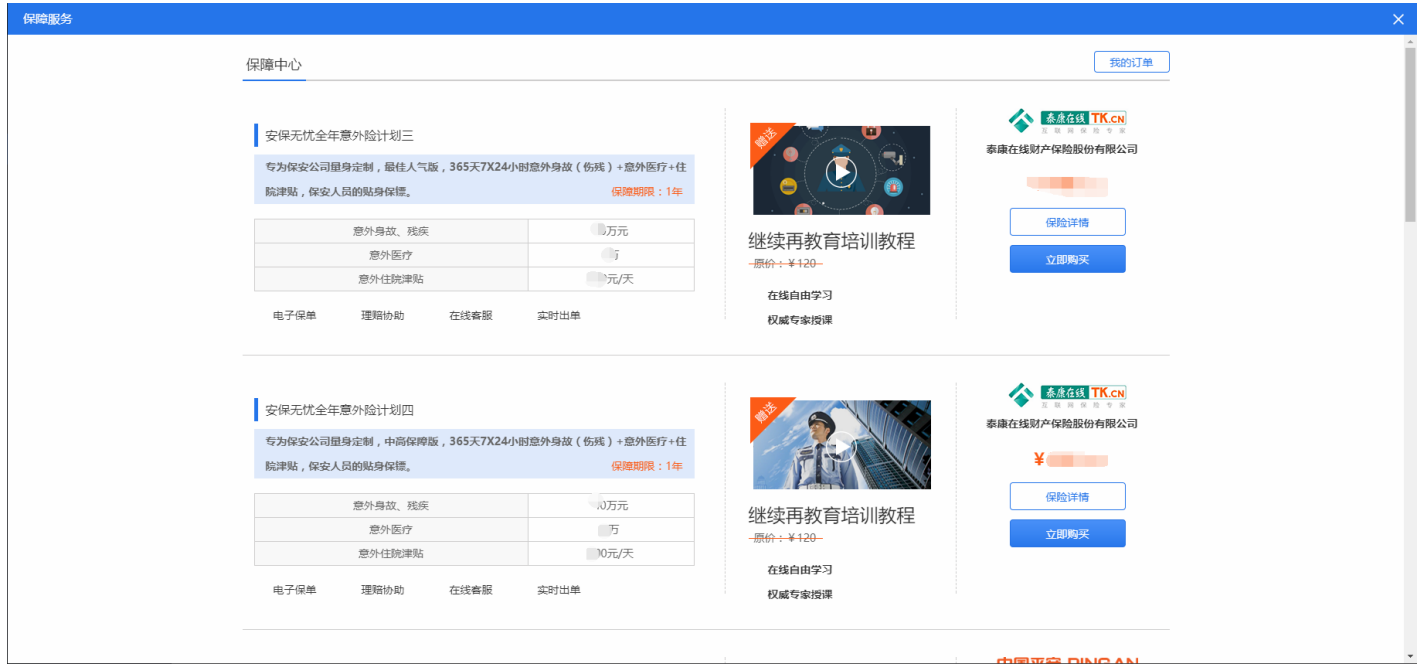 保障服务
保障中心
我的订单
安保无忧全年意外险计划三
专为保安公司量身定制，最佳人气版，365天7X24小时意外身故（伤残）+意外医疗+住
院津贴，保安人员的贴身保镖。
保障期限：1年
意外身故、残疾
万元
意外医疗
万
意外住院津贴
元/天
电子保单 理赔协助 在线客服 实时出单
赠送
继续再教育培训教程
原价：￥120
在线自由学习
权威专家授课
泰康在线 TK.CN
互联网保险专家
泰康在线财产保险股份有限公司
保险详情
立即购买
安保无忧全年意外险计划四
专为保安公司量身定制，中高保障版，365天7X24小时意外身故（伤残）+意外医疗+住
院津贴，保安人员的贴身保镖。
保障期限：1年
意外身故、残疾
0万元
意外医疗
万
意外住院津贴
00元/天
电子保单 理赔协助 在线客服 实时出单
赠送
继续再教育培训教程
原价：￥120
在线自由学习
权威专家授课
泰康在线 TK.CN
互联网保险专家
泰康在线财产保险股份有限公司
¥
保险详情
立即购买
中国平安 PING AN